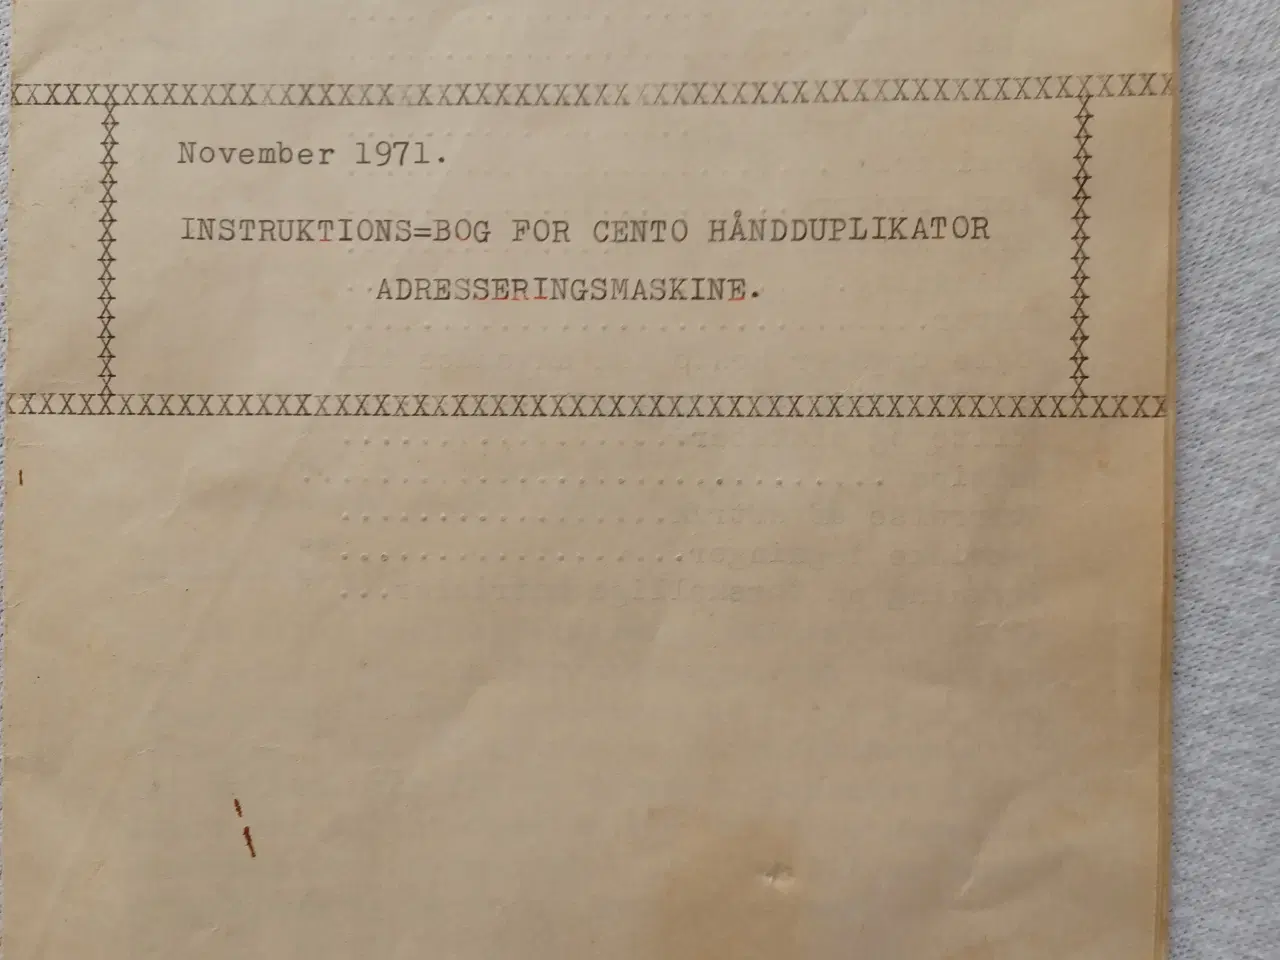 November 1971.
INSTRUKTIONS=BOG FOR CENTO HÅNDDUPLIKATOR
ADRESSERINGSMASKINE.